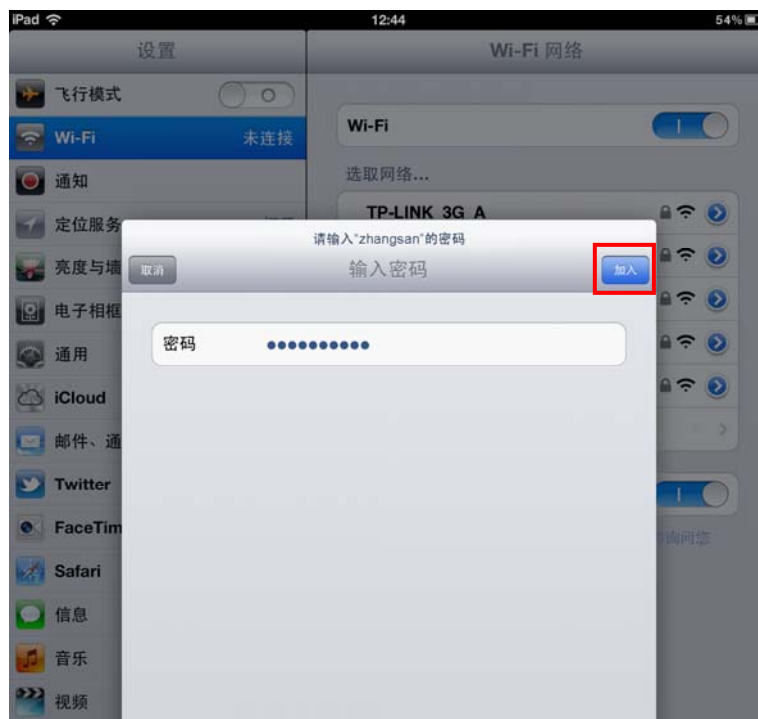 iPad 12:44 54%
设置
Wi-Fi 网络
飞行模式
Wi-Fi 未连接
通知
定位服务
亮度与墙
电子相框
通用
iCloud
邮件、通
Twitter
FaceTim
Safari
信息
音乐
视频
Wi-Fi
选取网络...
TP-LINK_3G_A
请输入"zhangsan"的密码
取消
输入密码
加入
密码 ••••••••••
询问您